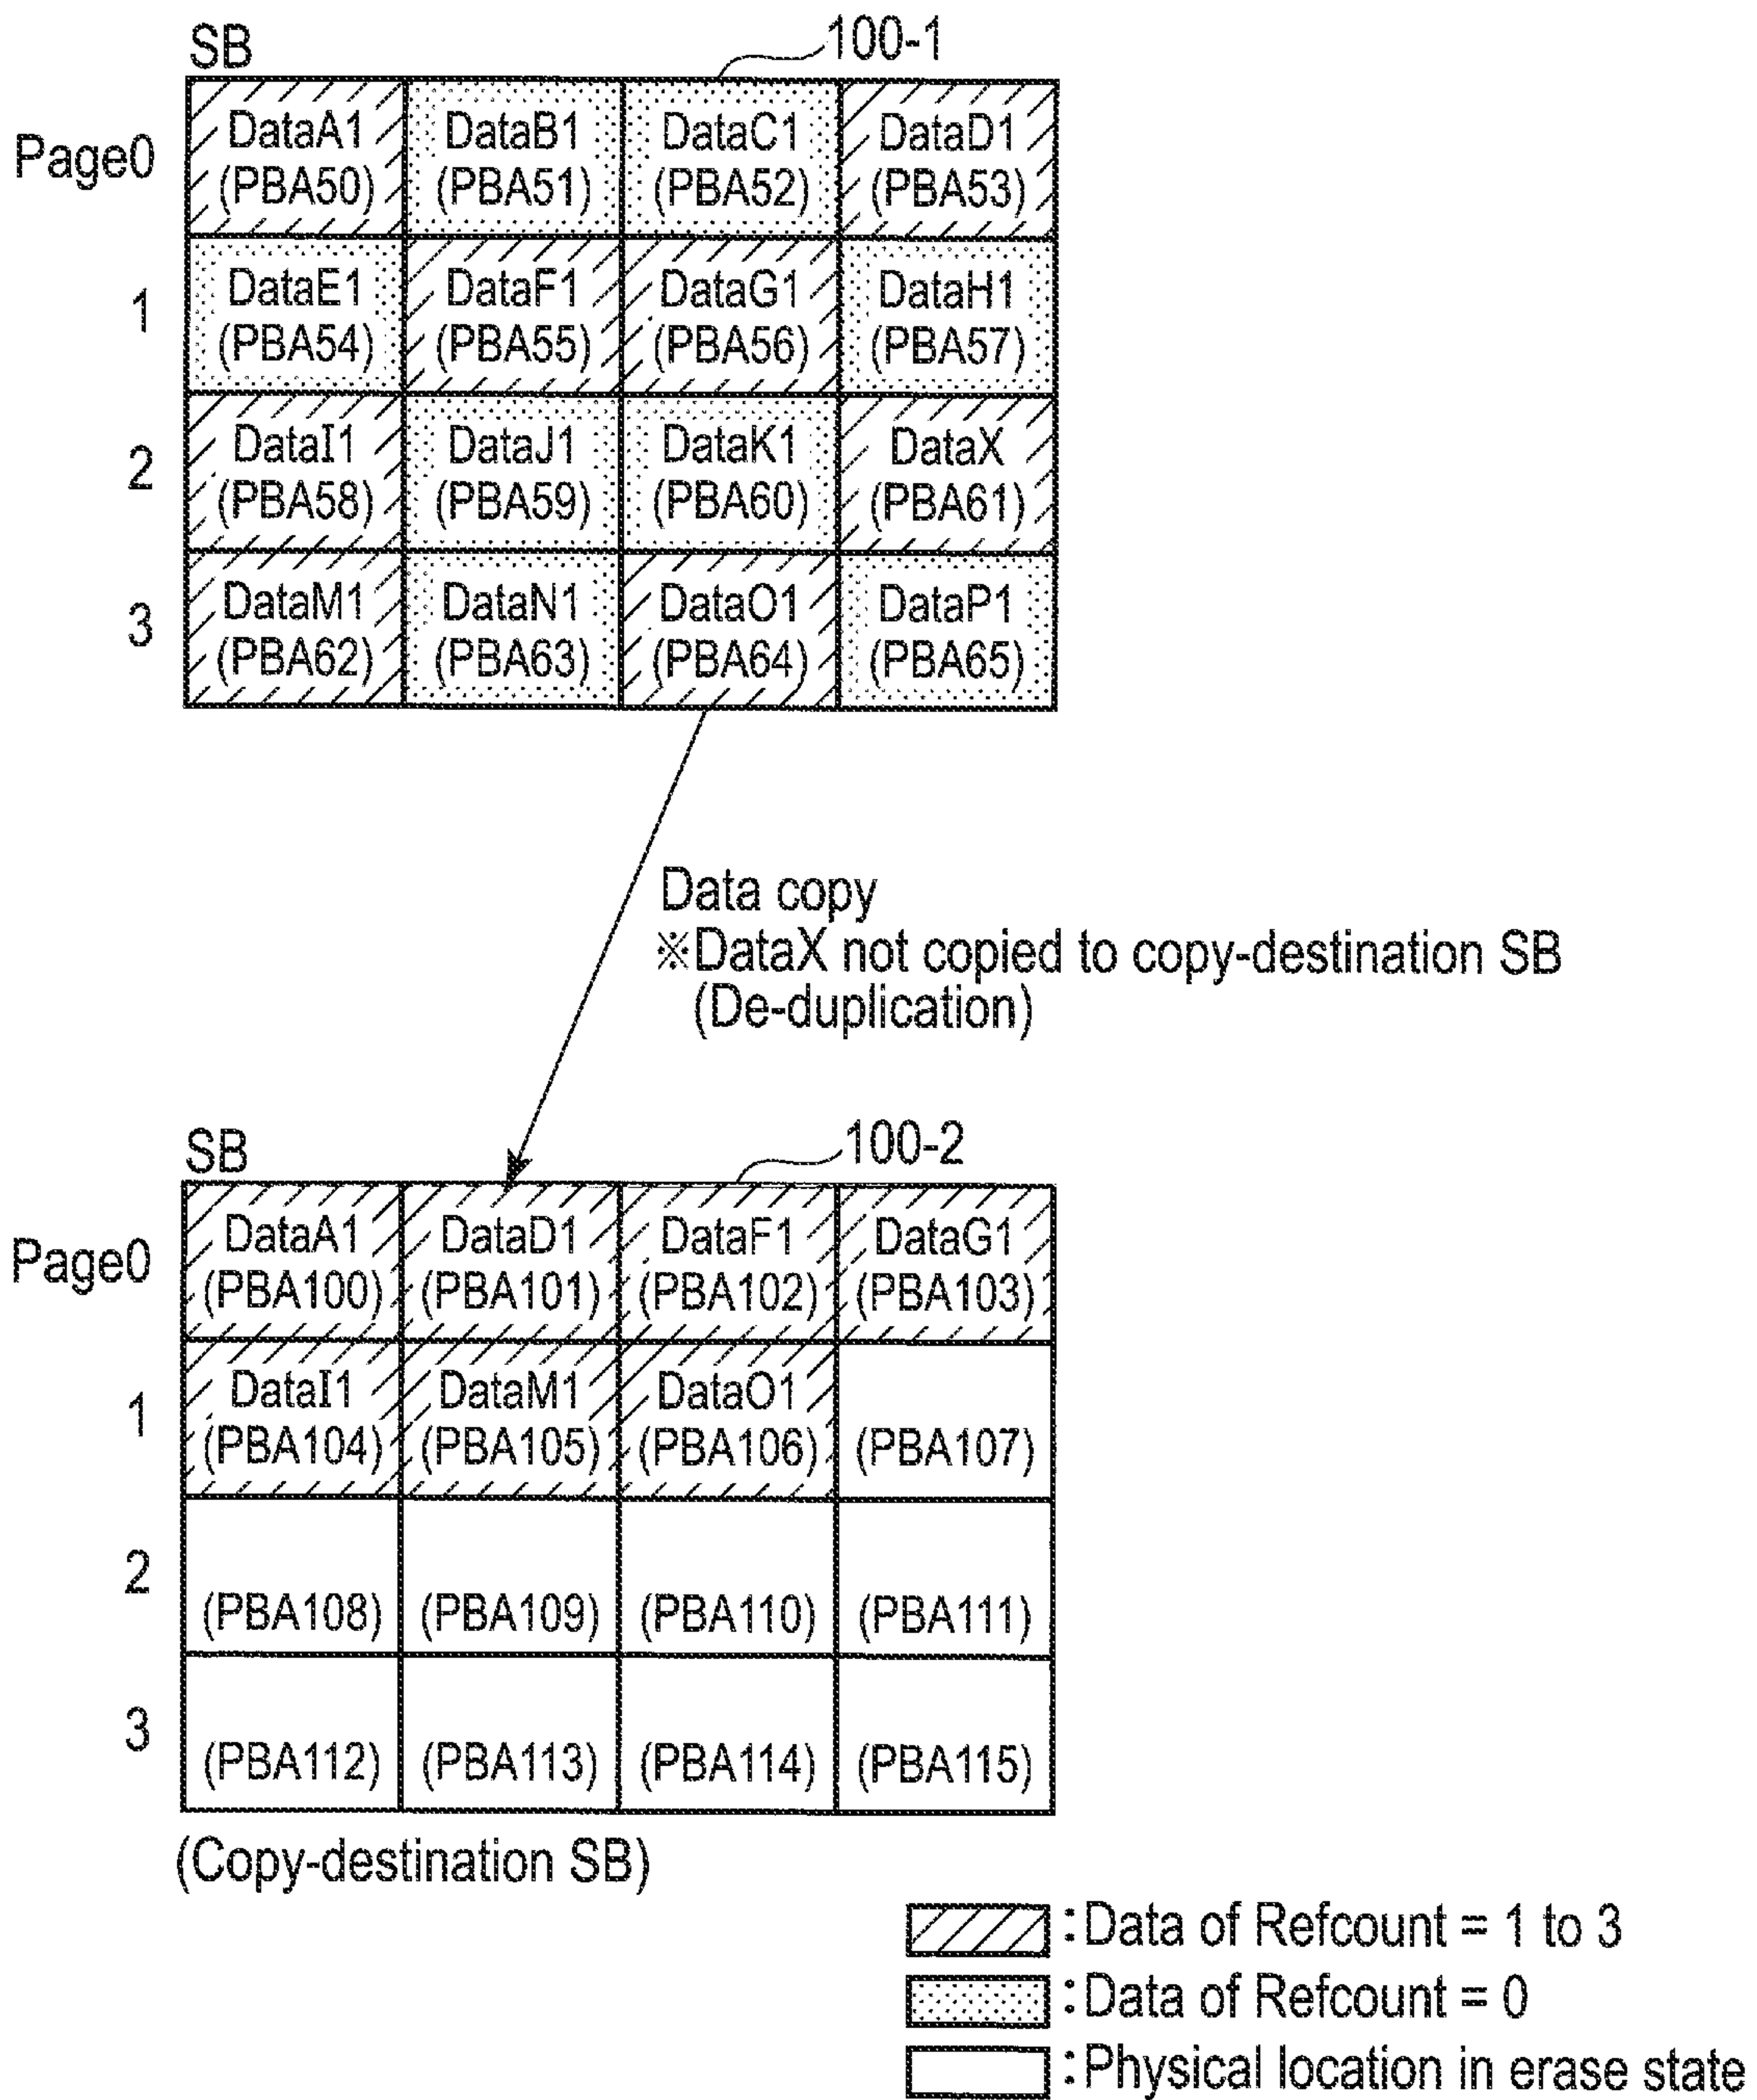 SB
100-1
Page0
DataA1 DataB1 DataC1 DataD1
(PBA50) (PBA51) (PBA52) (PBA53)
1
DataE1 DataF1 DataG1 DataH1
(PBA54) (PBA55) (PBA56) (PBA57)
2
DataI1 DataJ1 DataK1 DataX
(PBA58) (PBA59) (PBA60) (PBA61)
3
DataM1 DataN1 DataO1 DataP1
(PBA62) (PBA63) (PBA64) (PBA65)
Data copy
※DataX not copied to copy-destination SB
(De-duplication)
SB
100-2
Page0
DataA1 DataD1 DataF1 DataG1
(PBA100) (PBA101) (PBA102) (PBA103)
1
DataI1 DataM1 DataO1
(PBA104) (PBA105) (PBA106) (PBA107)
2
(PBA108) (PBA109) (PBA110) (PBA111)
3
(PBA112) (PBA113) (PBA114) (PBA115)
(Copy-destination SB)
:Data of Refcount = 1 to 3
:Data of Refcount = 0
:Physical location in erase state